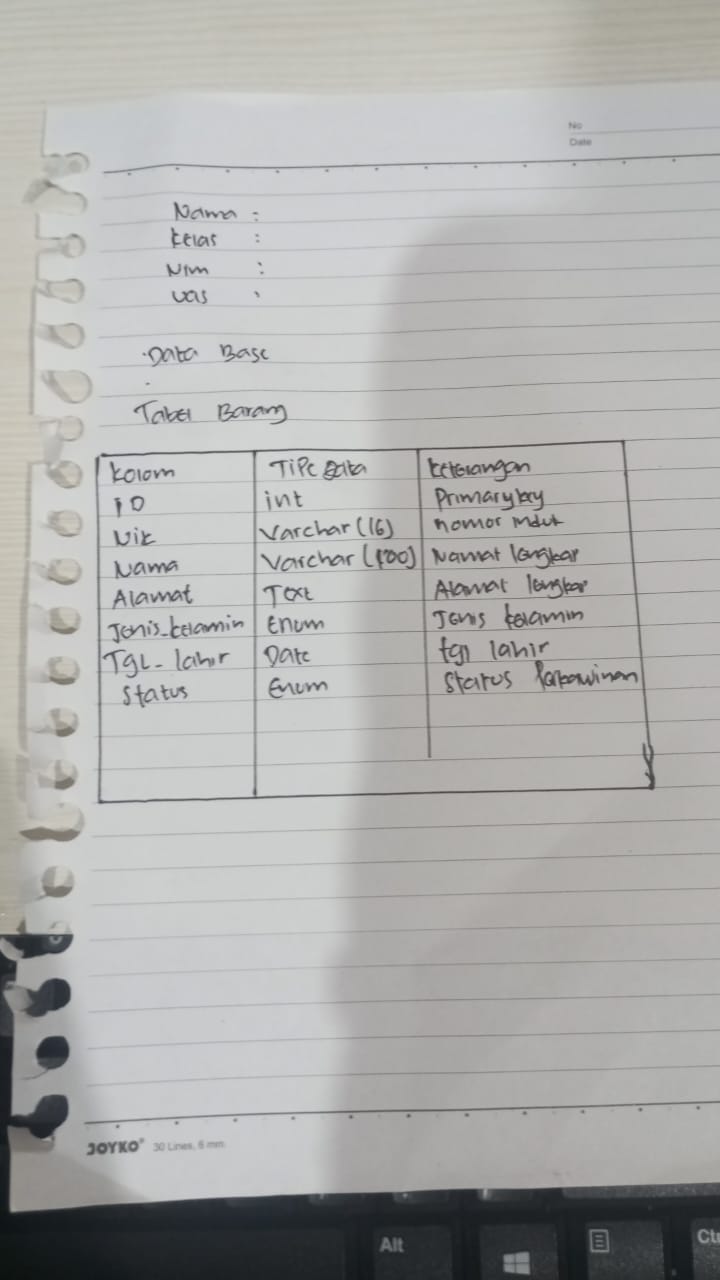 No
Date
Nama :
Kelas :
Nim :
Uas :
Data Base
Tabel Barang
Kolom Tipe Data Keterangan
ID int Primary key
Nik Varchar (16) nomor induk
Nama Varchar (100) Namat lengkap
Alamat Text Alamat lengkap
Jenis_kelamin Enum Jenis kelamin
Tgl_lahir Date tgl lahir
Status Enum Status Perkawinan
JOYKO 30 Lines, 6 mm
Alt